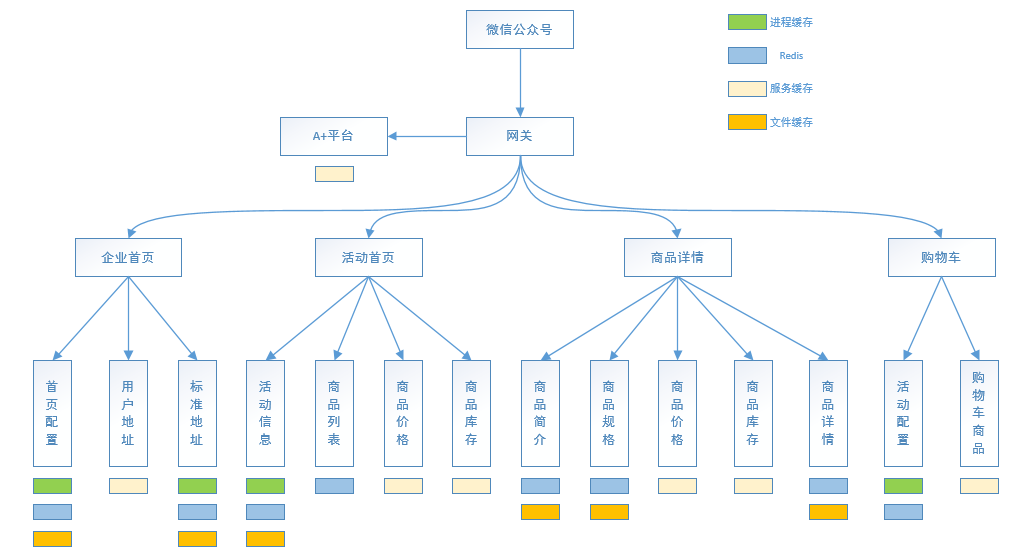 微信公众号
进程缓存
Redis
服务缓存
文件缓存
A+平台
网关
企业首页
活动首页
商品详情
购物车
首页配置
用户地址
标准地址
活动信息
商品列表
商品价格
商品库存
商品简介
商品规格
商品价格
商品库存
商品详情
活动配置
购物车商品